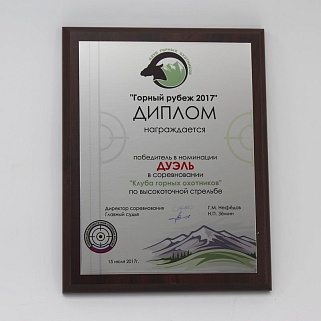 "Горный рубеж 2017"
ДИПЛОМ
награждается
победитель в номинации
ДУЭЛЬ
в соревновании
"Клуба горных охотников"
по высокоточной стрельбе
Директор соревнования Г.М. Нефёдов
Главный судья Н.П.
15 июля 2017г.